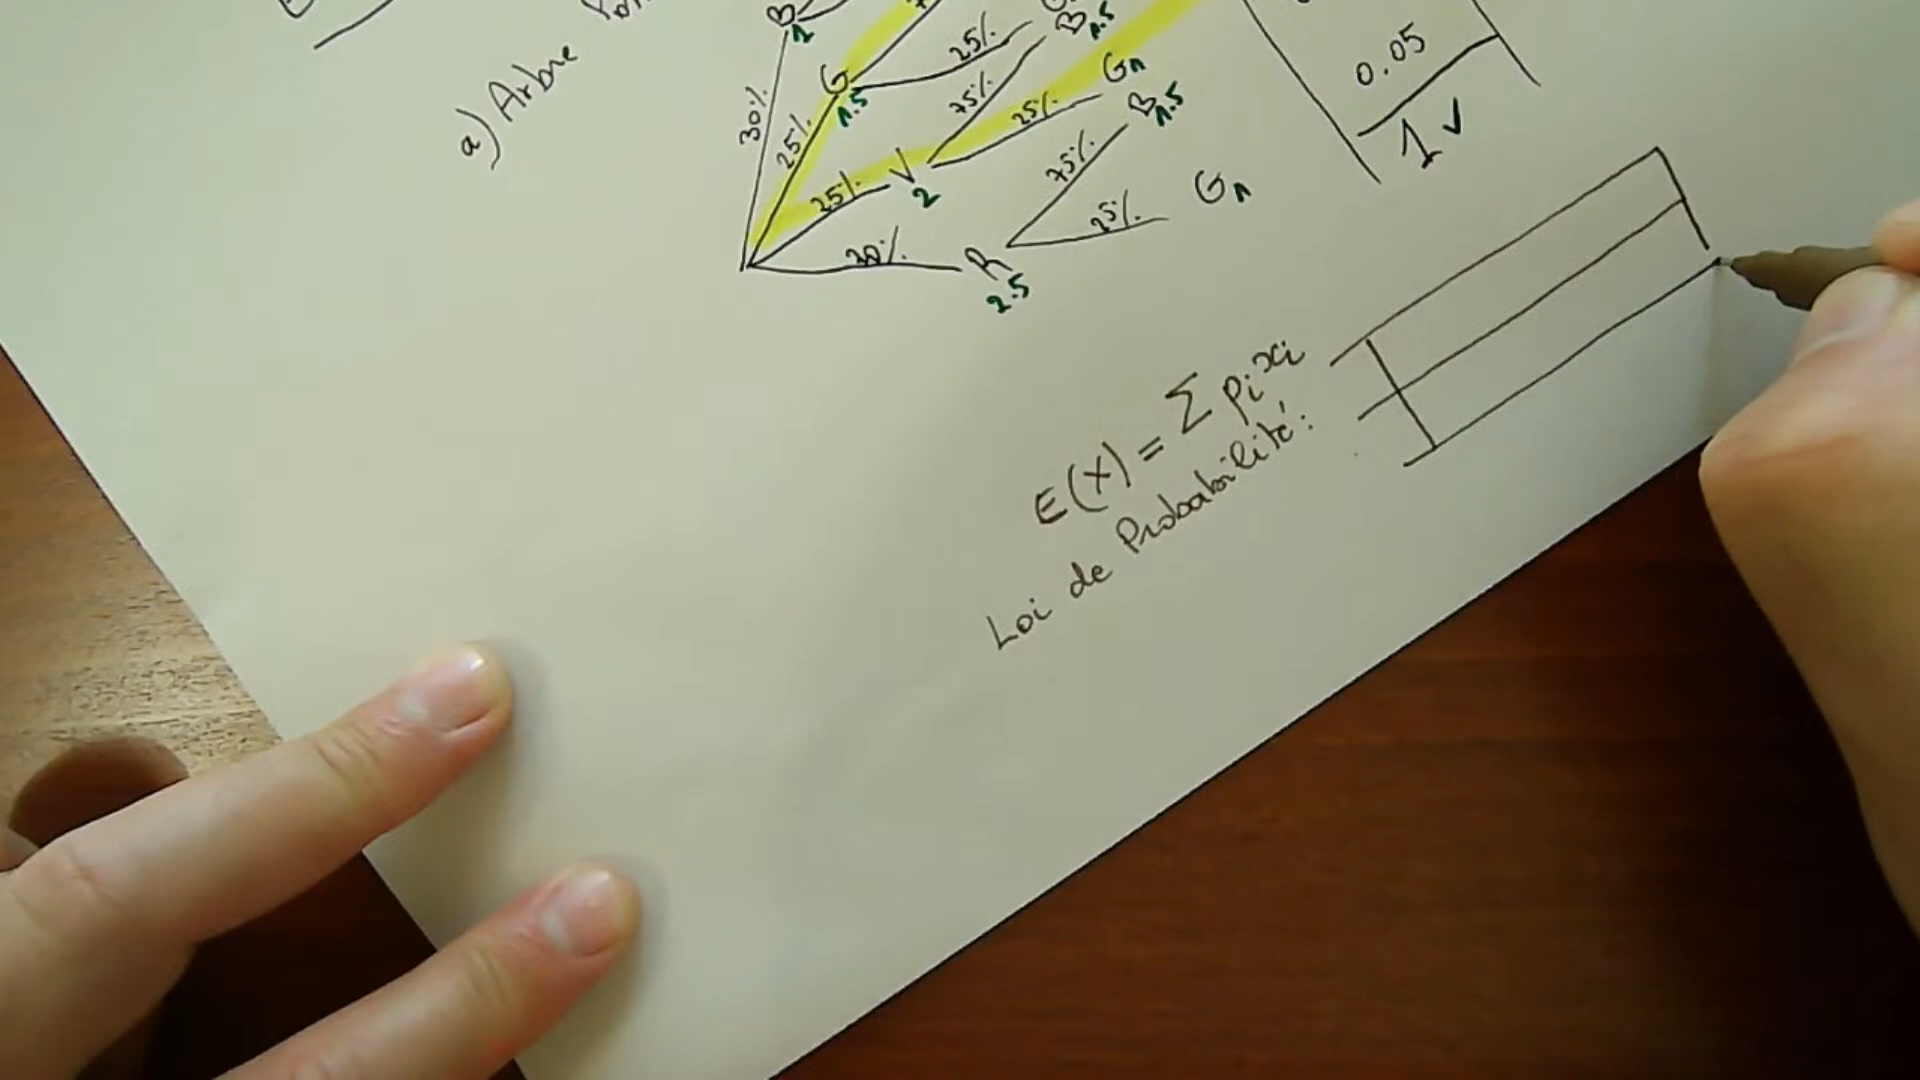 a) Arbre
B
1
30%
25%
G
1.5
25%
B
1.5
75%
25%
G1
25%
V
2
B
1.5
75%
25%
G1
30%
R
2.5
0.05
1 ✓
E(X) = Σ pi xi
Loi de Probabilité: